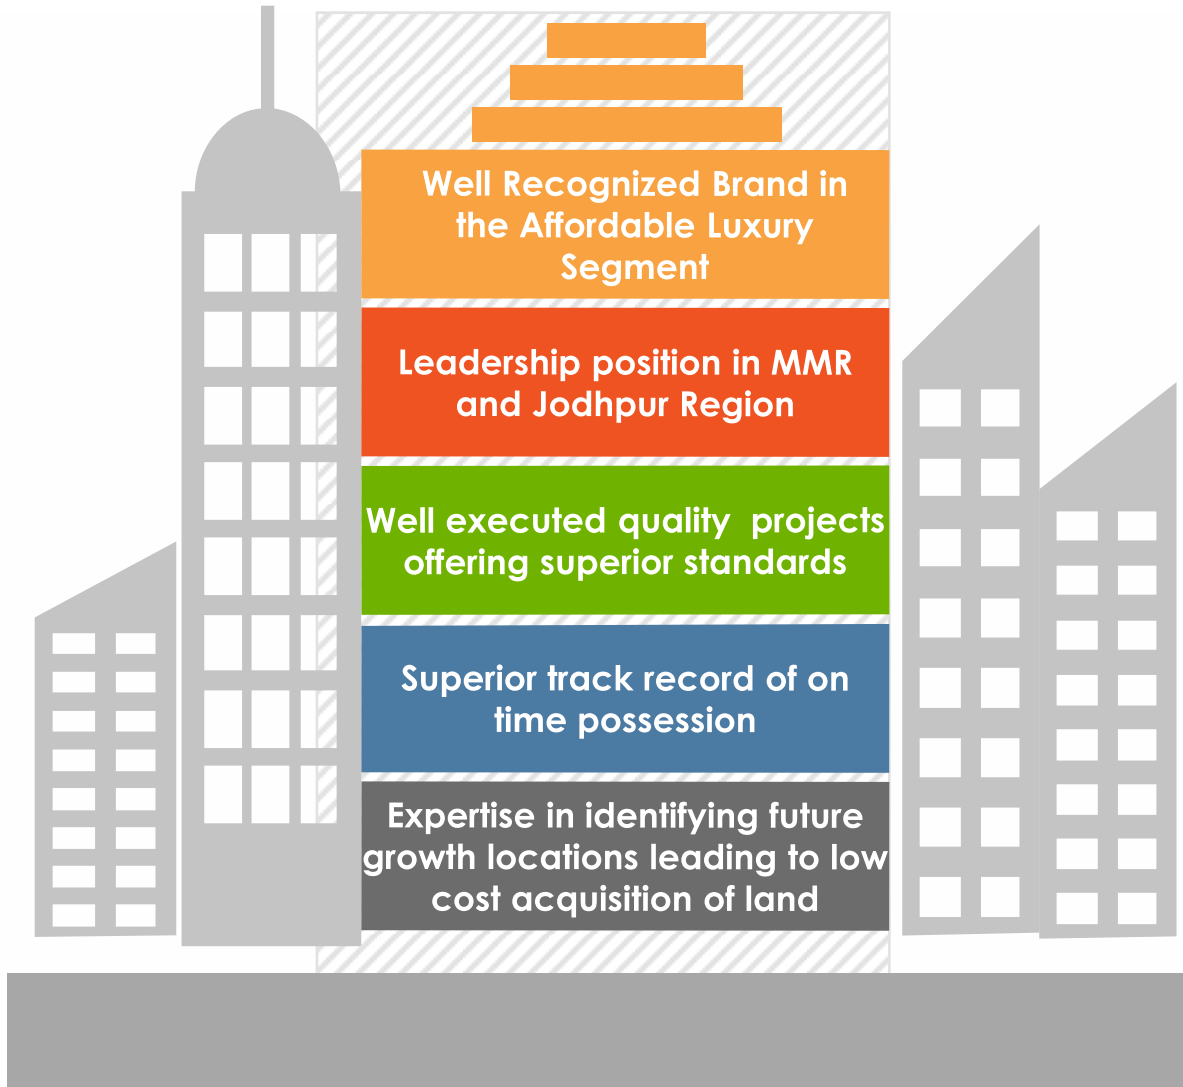 Well Recognized Brand in
the Affordable Luxury
Segment
Leadership position in MMR
and Jodhpur Region
Well executed quality  projects
offering superior standards
Superior track record of on
time possession
Expertise in identifying future
growth locations leading to low
cost acquisition of land